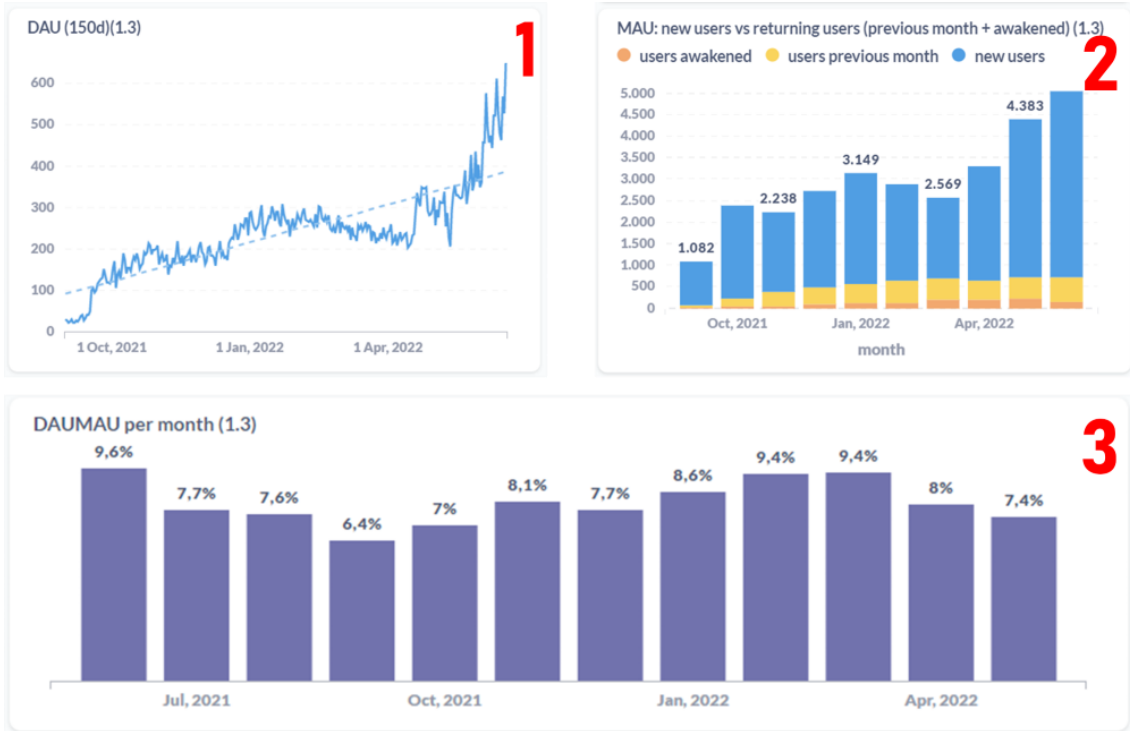 DAU (150d)(1.3)
1
600
500
400
300
200
100
0
1 Oct, 2021
1 Jan, 2022
1 Apr, 2022
MAU: new users vs returning users (previous month + awakened) (1.3)
users awakened
users previous month
new users
2
5.000
4.500
4.000
3.500
3.000
2.500
2.000
1.500
1.000
500
0
1.082
2.238
3.149
2.569
4.383
Oct, 2021
Jan, 2022
Apr, 2022
month
DAUMAU per month (1.3)
3
9,6%
7,7%
7,6%
6,4%
7%
8,1%
7,7%
8,6%
9,4%
9,4%
8%
7,4%
Jul, 2021
Oct, 2021
Jan, 2022
Apr, 2022